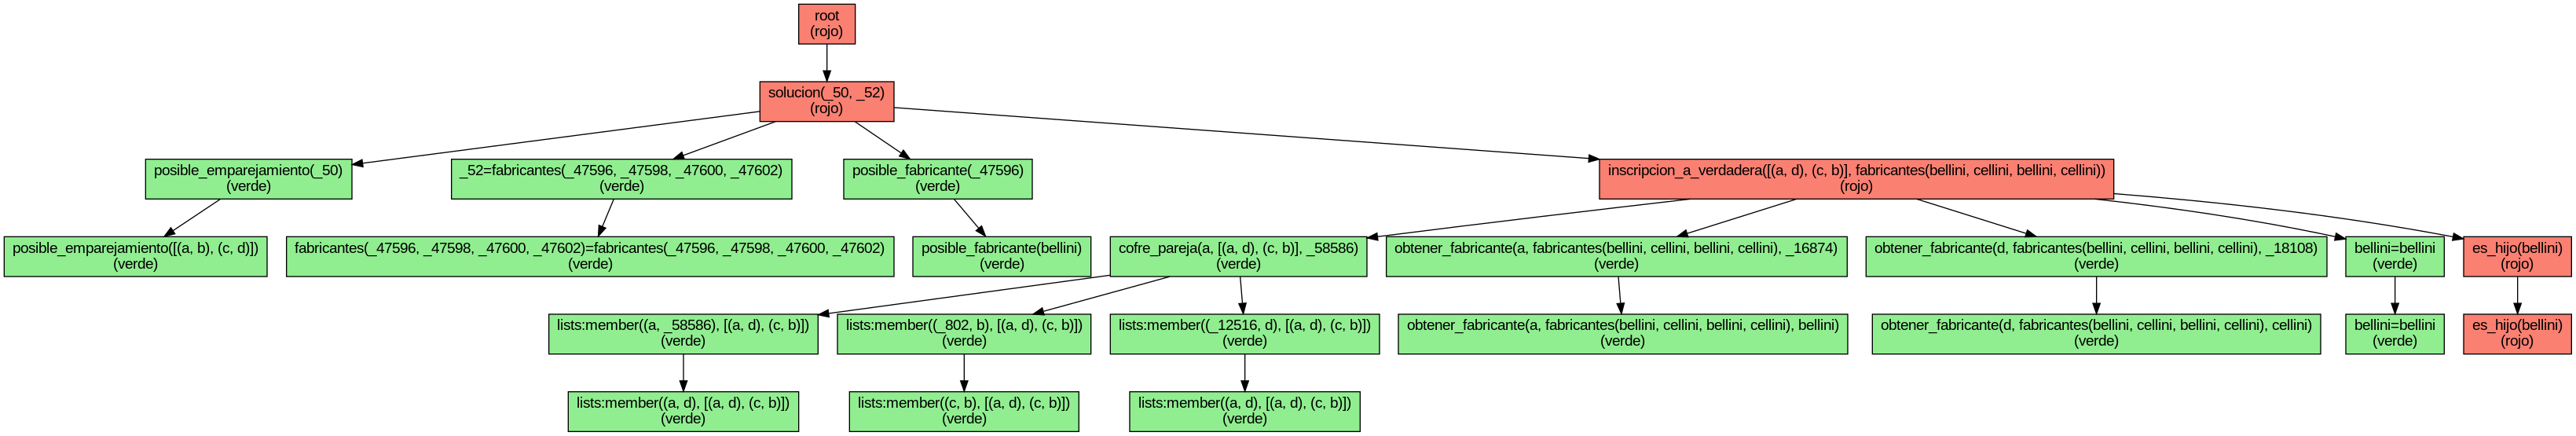 root
(rojo)
solucion(_50, _52)
(rojo)
posible_emparejamiento(_50)
(verde)
_52=fabricantes(_47596, _47598, _47600, _47602)
(verde)
posible_fabricante(_47596)
(verde)
inscripcion_a_verdadera([(a, d), (c, b)], fabricantes(bellini, cellini, bellini, cellini))
(rojo)
posible_emparejamiento([(a, b), (c, d)])
(verde)
fabricantes(_47596, _47598, _47600, _47602)=fabricantes(_47596, _47598, _47600, _47602)
(verde)
posible_fabricante(bellini)
(verde)
cofre_pareja(a, [(a, d), (c, b)], _58586)
(verde)
obtener_fabricante(a, fabricantes(bellini, cellini, bellini, cellini), _16874)
(verde)
obtener_fabricante(d, fabricantes(bellini, cellini, bellini, cellini), _18108)
(verde)
bellini=bellini
(verde)
es_hijo(bellini)
(rojo)
lists:member((a, _58586), [(a, d), (c, b)])
(verde)
lists:member((_802, b), [(a, d), (c, b)])
(verde)
lists:member((_12516, d), [(a, d), (c, b)])
(verde)
obtener_fabricante(a, fabricantes(bellini, cellini, bellini, cellini), bellini)
(verde)
obtener_fabricante(d, fabricantes(bellini, cellini, bellini, cellini), cellini)
(verde)
bellini=bellini
(verde)
es_hijo(bellini)
(rojo)
lists:member((a, d), [(a, d), (c, b)])
(verde)
lists:member((c, b), [(a, d), (c, b)])
(verde)
lists:member((a, d), [(a, d), (c, b)])
(verde)